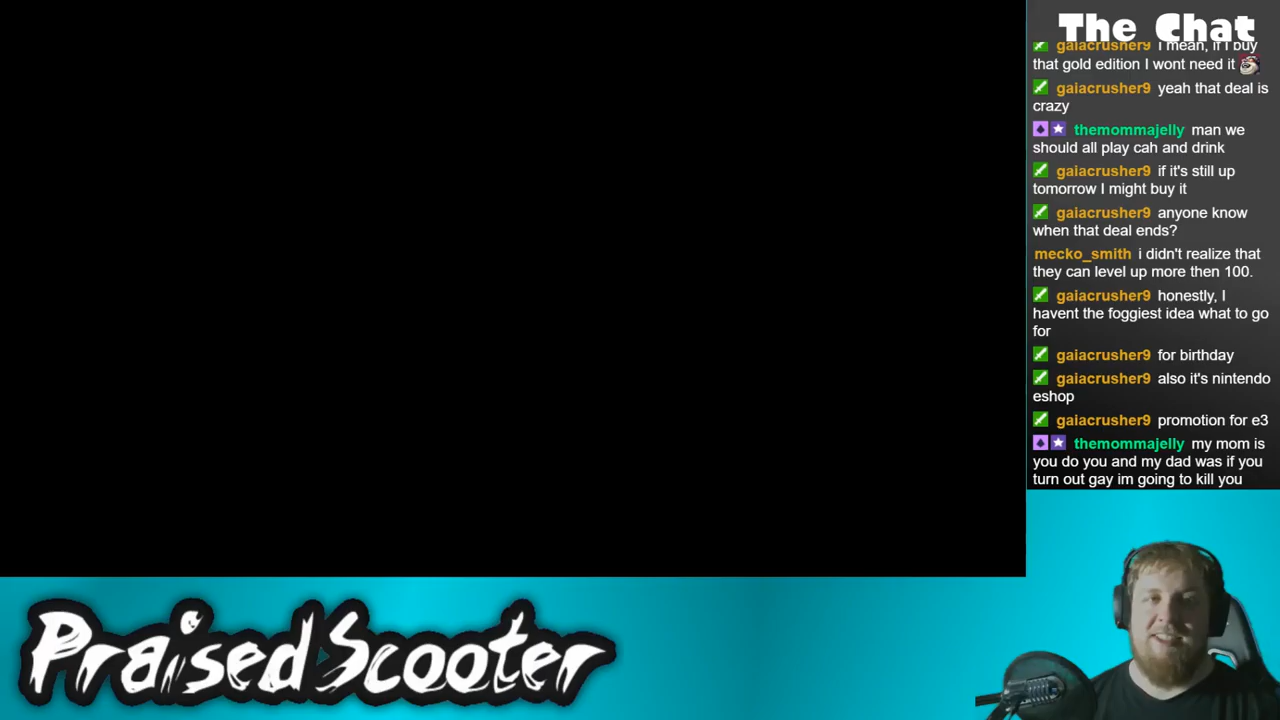 The Chat
gaiacrusher9 I mean, if I buy
that gold edition I wont need it
gaiacrusher9 yeah that deal is
crazy
themommajelly man we
should all play cah and drink
gaiacrusher9 if it's still up
tomorrow I might buy it
gaiacrusher9 anyone know
when that deal ends?
mecko_smith i didn't realize that
they can level up more then 100.
gaiacrusher9 honestly, I
havent the foggiest idea what to go
for
gaiacrusher9 for birthday
gaiacrusher9 also it's nintendo
eshop
gaiacrusher9 promotion for e3
themommajelly my mom is
you do you and my dad was if you
turn out gay im going to kill you
PraisedScooter